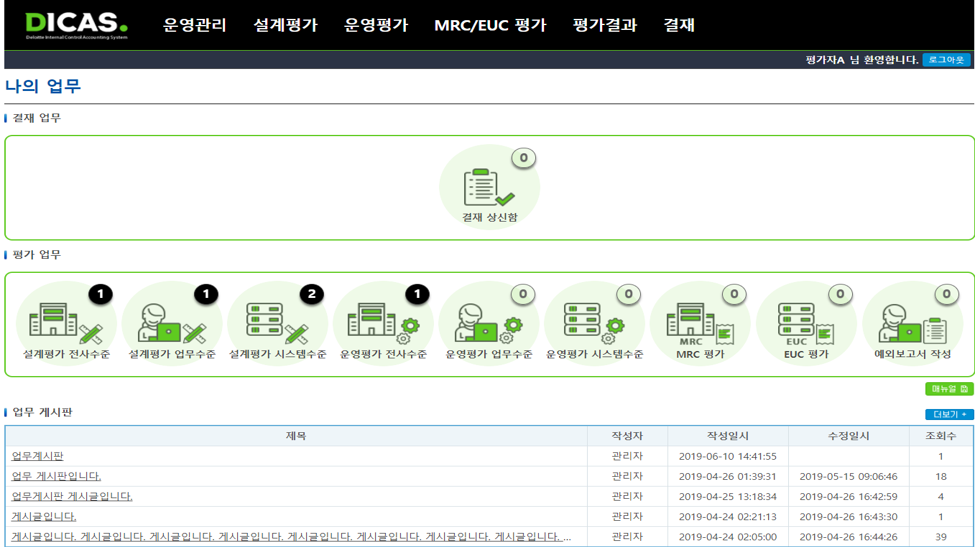 DICAS.
Deloitte Internal Control Accounting System
운영관리 설계평가 운영평가 MRC/EUC 평가 평가결과 결재
평가자A 님 환영합니다. 로그아웃
나의 업무
결재 업무
0
결재 상신함
평가 업무
1 1 2 1 0 0 0 0 0
MRC EUC
설계평가 전사수준 설계평가 업무수준 설계평가 시스템수준 운영평가 전사수준 운영평가 업무수준 운영평가 시스템수준 MRC 평가 EUC 평가 예외보고서 작성
매뉴얼
업무 게시판
더보기 +
제목 작성자 작성일시 수정일시 조회수
업무게시판 관리자 2019-06-10 14:41:55 1
업무 게시판입니다. 관리자 2019-04-26 01:39:31 2019-05-15 09:06:46 18
업무게시판 게시글입니다. 관리자 2019-04-25 13:18:34 2019-04-26 16:42:59 4
게시글입니다. 관리자 2019-04-24 02:21:13 2019-04-26 16:43:30 1
게시글입니다. 게시글입니다. 게시글입니다. 게시글입니다. 게시글입니다. 게시글입니다. 게시글입니다. 게시글입니다. ... 관리자 2019-04-24 02:05:00 2019-04-26 16:44:26 39